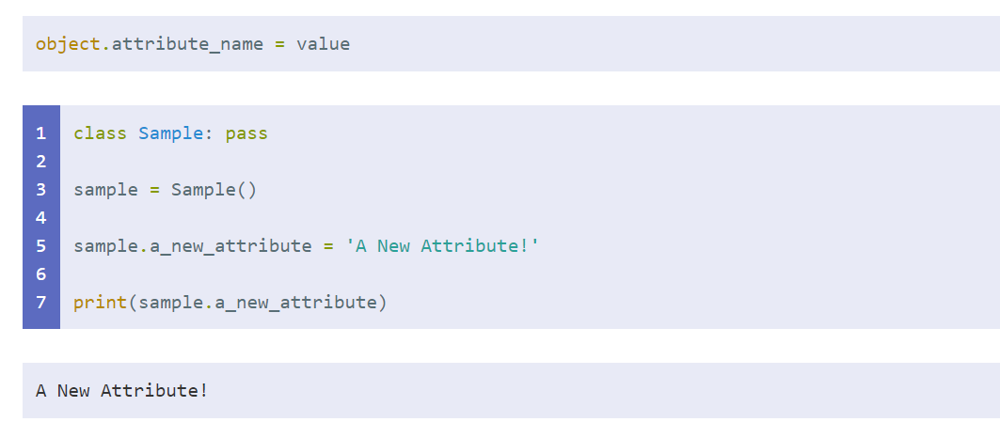 object.attribute_name = value
1 class Sample: pass
2
3 sample = Sample()
4
5 sample.a_new_attribute = 'A New Attribute!'
6
7 print(sample.a_new_attribute)
A New Attribute!